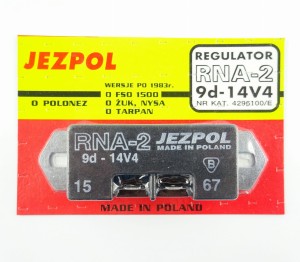 JEZPOL
REGULATOR
RNA-2
9d-14V4
NR KAT. 4296100/E
WERSJE PO 1983r.
O POLONEZ
O FSO 1500
O ŻUK, NYSA
O TARPAN
RNA-2 JEZPOL
MADE IN POLAND
9d - 14V4
B
15 67
MADE IN POLAND